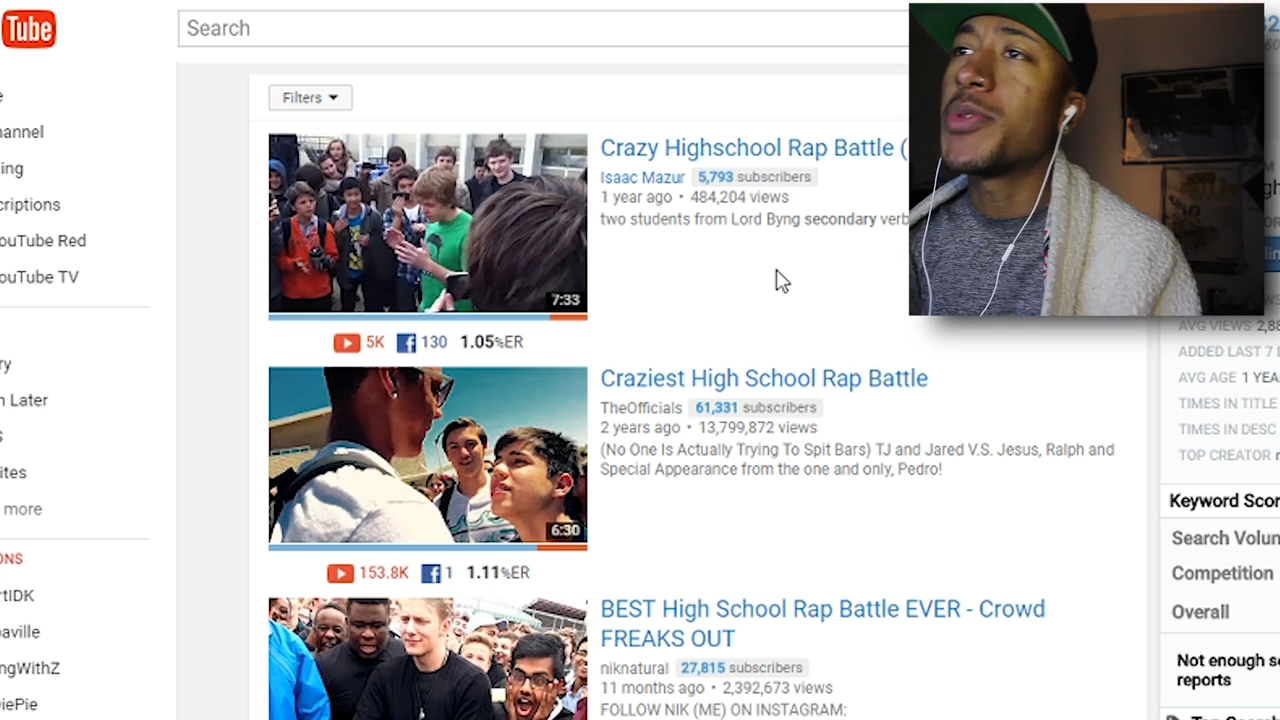 Tube
Search
e
hannel
ing
criptions
ouTube Red
ouTube TV
ry
h Later
s
ites
more
ONS
tIDK
aville
ngWithZ
iePie
Filters
7:33
5K 130 1.05%ER
Crazy Highschool Rap Battle (
Isaac Mazur 5,793 subscribers
1 year ago • 484,204 views
two students from Lord Byng secondary verb
6:30
153.8K 1 1.11%ER
Craziest High School Rap Battle
TheOfficials 61,331 subscribers
2 years ago • 13,799,872 views
(No One Is Actually Trying To Spit Bars) TJ and Jared V.S. Jesus, Ralph and
Special Appearance from the one and only, Pedro!
BEST High School Rap Battle EVER - Crowd
FREAKS OUT
niknatural 27,815 subscribers
11 months ago • 2,392,673 views
FOLLOW NIK (ME) ON INSTAGRAM:
AVG VIEWS 2,88
ADDED LAST 7 D
AVG AGE 1 YEA
TIMES IN TITLE
TIMES IN DESC
TOP CREATOR
Keyword Scor
Search Volun
Competition
Overall
Not enough s
reports